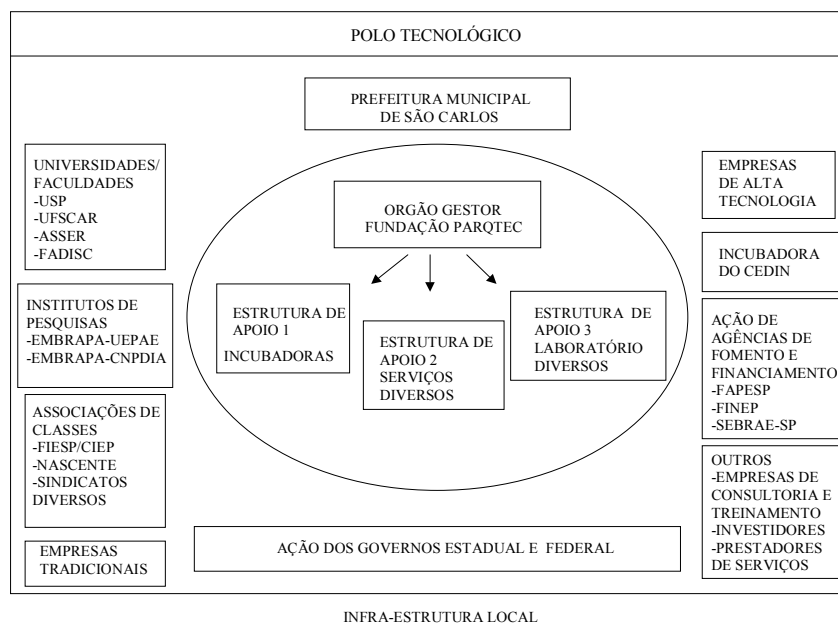 POLO TECNOLÓGICO
PREFEITURA MUNICIPAL
DE SÃO CARLOS
UNIVERSIDADES/
FACULDADES
-USP
-UFSCAR
-ASSER
-FADISC
INSTITUTOS DE
PESQUISAS
-EMBRAPA-UEPAE
-EMBRAPA-CNPDIA
ASSOCIAÇÕES DE
CLASSES
-FIESP/CIEP
-NASCENTE
-SINDICATOS
DIVERSOS
EMPRESAS
TRADICIONAIS
ORGÃO GESTOR
FUNDAÇÃO PARQTEC
ESTRUTURA DE
APOIO 1
INCUBADORAS
ESTRUTURA DE
APOIO 2
SERVIÇOS
DIVERSOS
ESTRUTURA DE
APOIO 3
LABORATÓRIO
DIVERSOS
AÇÃO DOS GOVERNOS ESTADUAL E FEDERAL
EMPRESAS
DE ALTA
TECNOLOGIA
INCUBADORA
DO CEDIN
AÇÃO DE
AGÊNCIAS DE
FOMENTO E
FINANCIAMENTO
-FAPESP
-FINEP
-SEBRAE-SP
OUTROS
-EMPRESAS DE
CONSULTORIA E
TREINAMENTO
-INVESTIDORES
-PRESTADORES
DE SERVIÇOS
INFRA-ESTRUTURA LOCAL